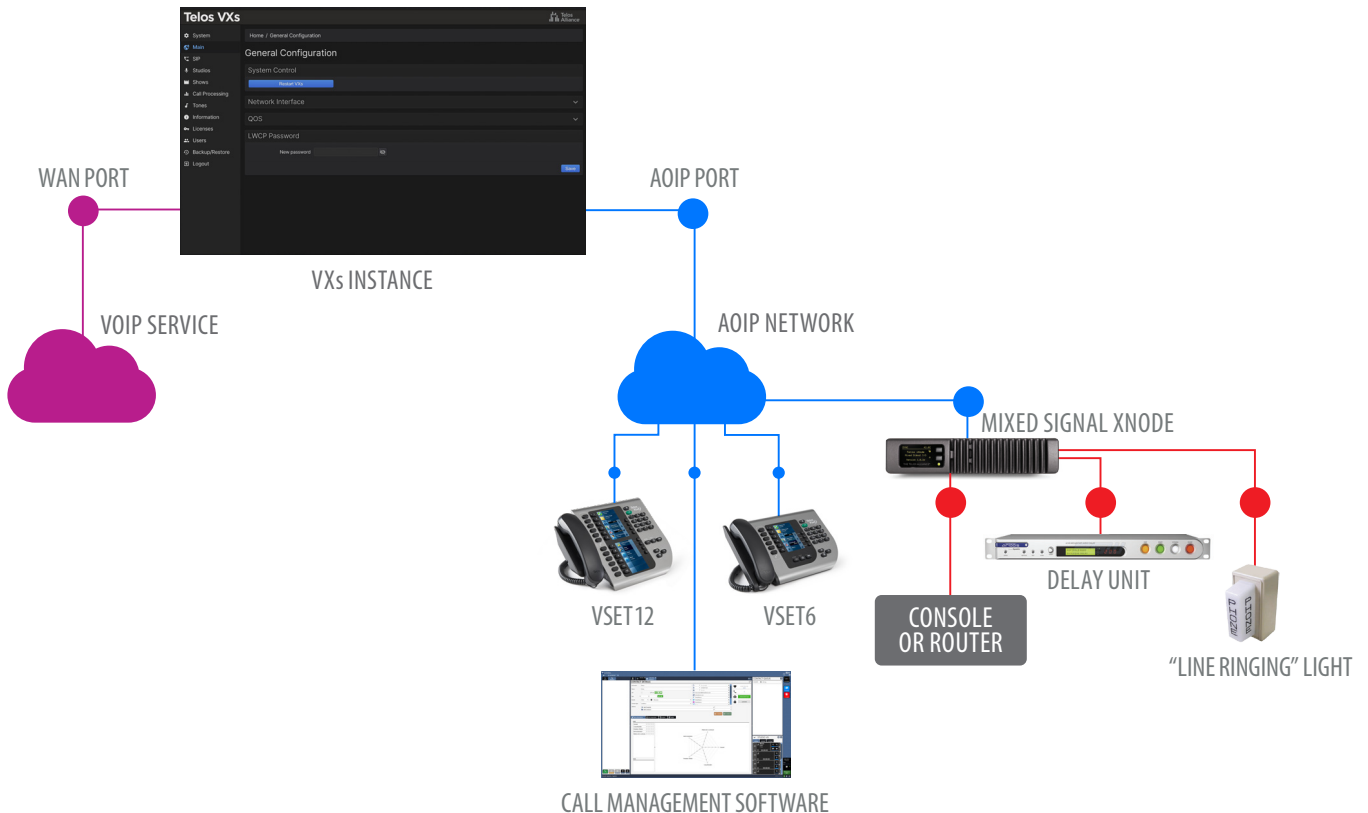 Telos VXs
Telos Alliance
System
Home / General Configuration
Main
General Configuration
SIP
Studios
System Control
Shows
Restart VXs
Call Processing
Tones
Network Interface
Information
QOS
Licenses
LWCP Password
Users
Backup/Restore
New password
Logout
Save
WAN PORT
AOIP PORT
VXs INSTANCE
VOIP SERVICE
AOIP NETWORK
MIXED SIGNAL XNODE
DELAY UNIT
VSET12
VSET6
CONSOLE
OR ROUTER
"LINE RINGING" LIGHT
CALL MANAGEMENT SOFTWARE